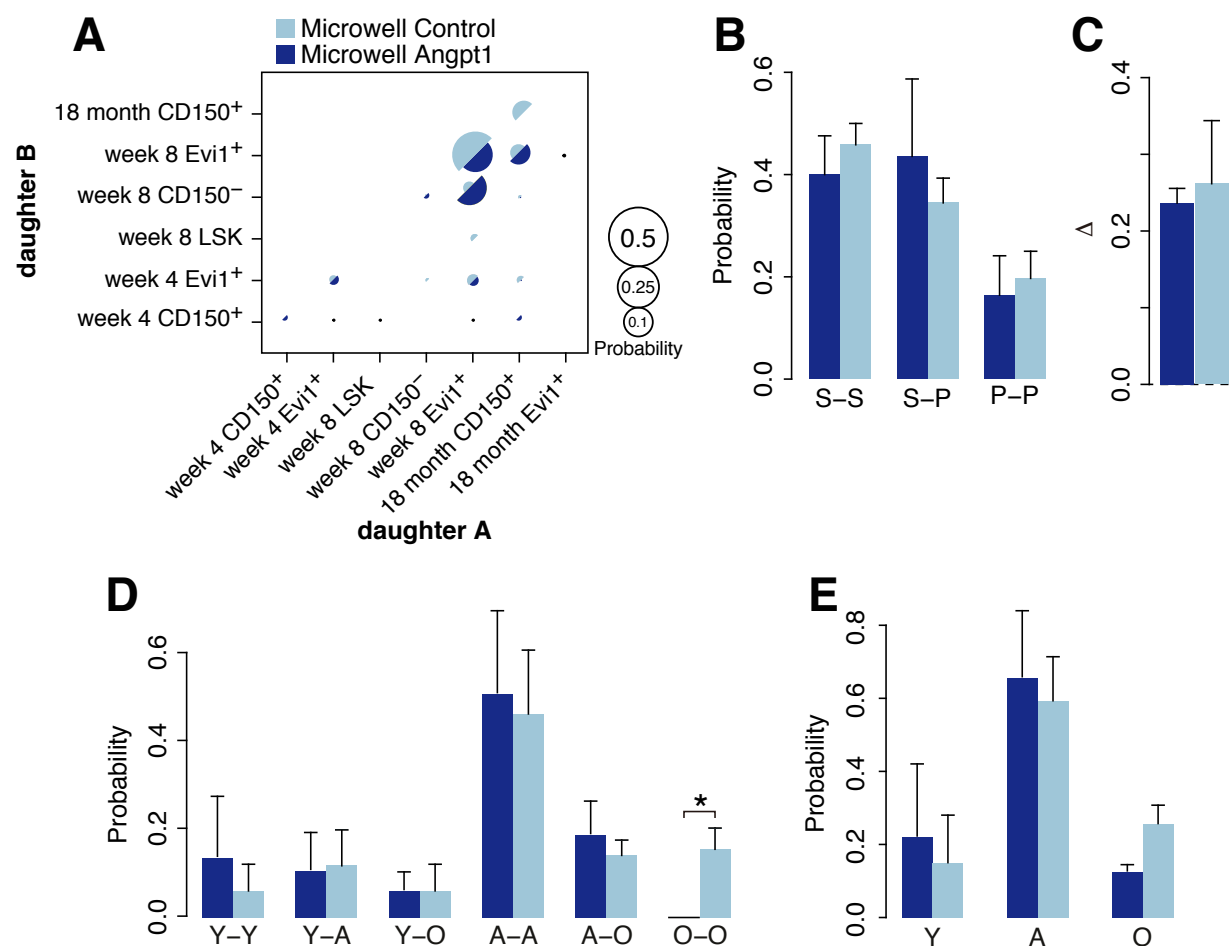 A
Microwell Control
Microwell Angpt1
daughter B
18 month CD150+
week 8 Evi1+
week 8 CD150−
week 8 LSK
week 4 Evi1+
week 4 CD150+
0.5
0.25
0.1
Probability
week 4 CD150+
week 4 Evi1+
week 8 LSK
week 8 CD150−
week 8 Evi1+
18 month CD150+
18 month Evi1+
daughter A
B
Probability
0.6
0.4
0.2
0.0
S–S
S–P
P–P
C
Δ
0.4
0.2
0.0
D
Probability
0.6
0.4
0.2
0.0
*
Y–Y
Y–A
Y–O
A–A
A–O
O–O
E
Probability
0.8
0.6
0.4
0.2
0.0
Y
A
O